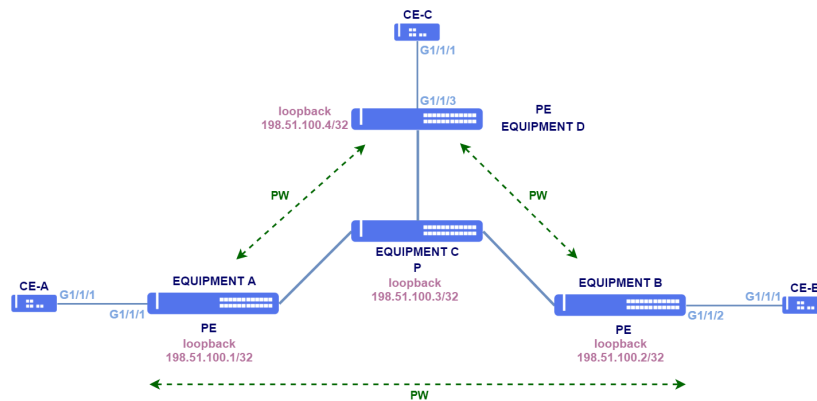 CE-C
G1/1/1
G1/1/3
loopback
198.51.100.4/32
PE
EQUIPMENT D
PW
PW
EQUIPMENT C
P
loopback
198.51.100.3/32
CE-A
G1/1/1
G1/1/1
EQUIPMENT A
PE
loopback
198.51.100.1/32
EQUIPMENT B
PE
loopback
198.51.100.2/32
G1/1/1
G1/1/2
CE-B
PW